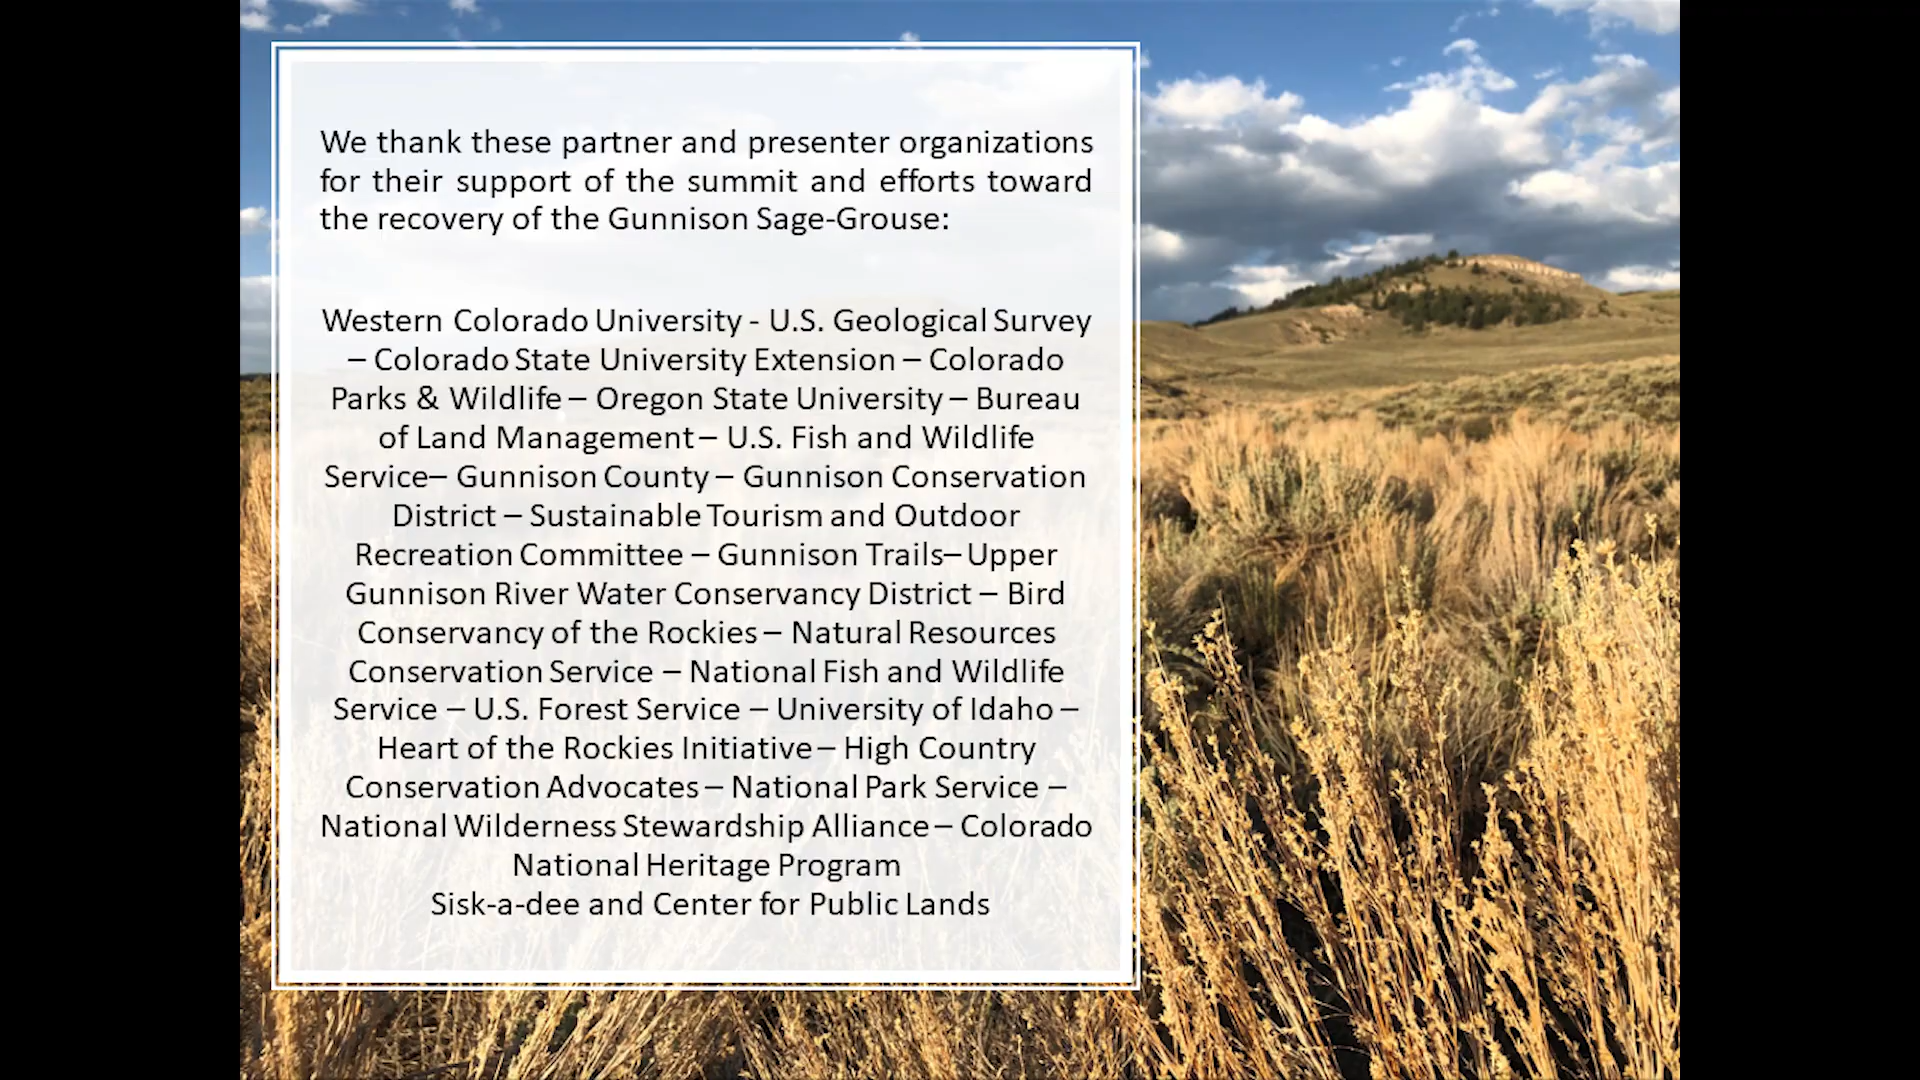 We thank these partner and presenter organizations
for their support of the summit and efforts toward
the recovery of the Gunnison Sage-Grouse:
Western Colorado University - U.S. Geological Survey
– Colorado State University Extension – Colorado
Parks & Wildlife – Oregon State University – Bureau
of Land Management – U.S. Fish and Wildlife
Service– Gunnison County – Gunnison Conservation
District – Sustainable Tourism and Outdoor
Recreation Committee – Gunnison Trails– Upper
Gunnison River Water Conservancy District – Bird
Conservancy of the Rockies – Natural Resources
Conservation Service – National Fish and Wildlife
Service – U.S. Forest Service – University of Idaho –
Heart of the Rockies Initiative – High Country
Conservation Advocates – National Park Service –
National Wilderness Stewardship Alliance – Colorado
National Heritage Program
Sisk-a-dee and Center for Public Lands